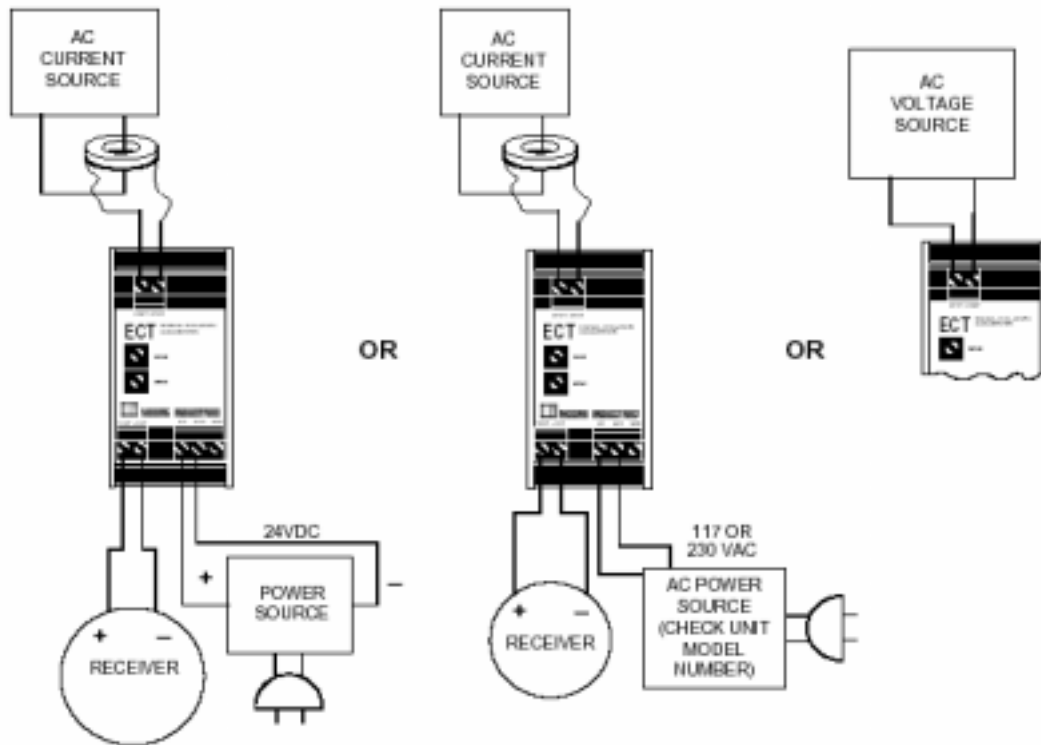 AC
CURRENT
SOURCE
ECT
24VDC
+
−
POWER
SOURCE
+ −
RECEIVER
OR
AC
CURRENT
SOURCE
ECT
117 OR
230 VAC
+ −
RECEIVER
AC POWER
SOURCE
(CHECK UNIT
MODEL
NUMBER)
OR
AC
VOLTAGE
SOURCE
ECT